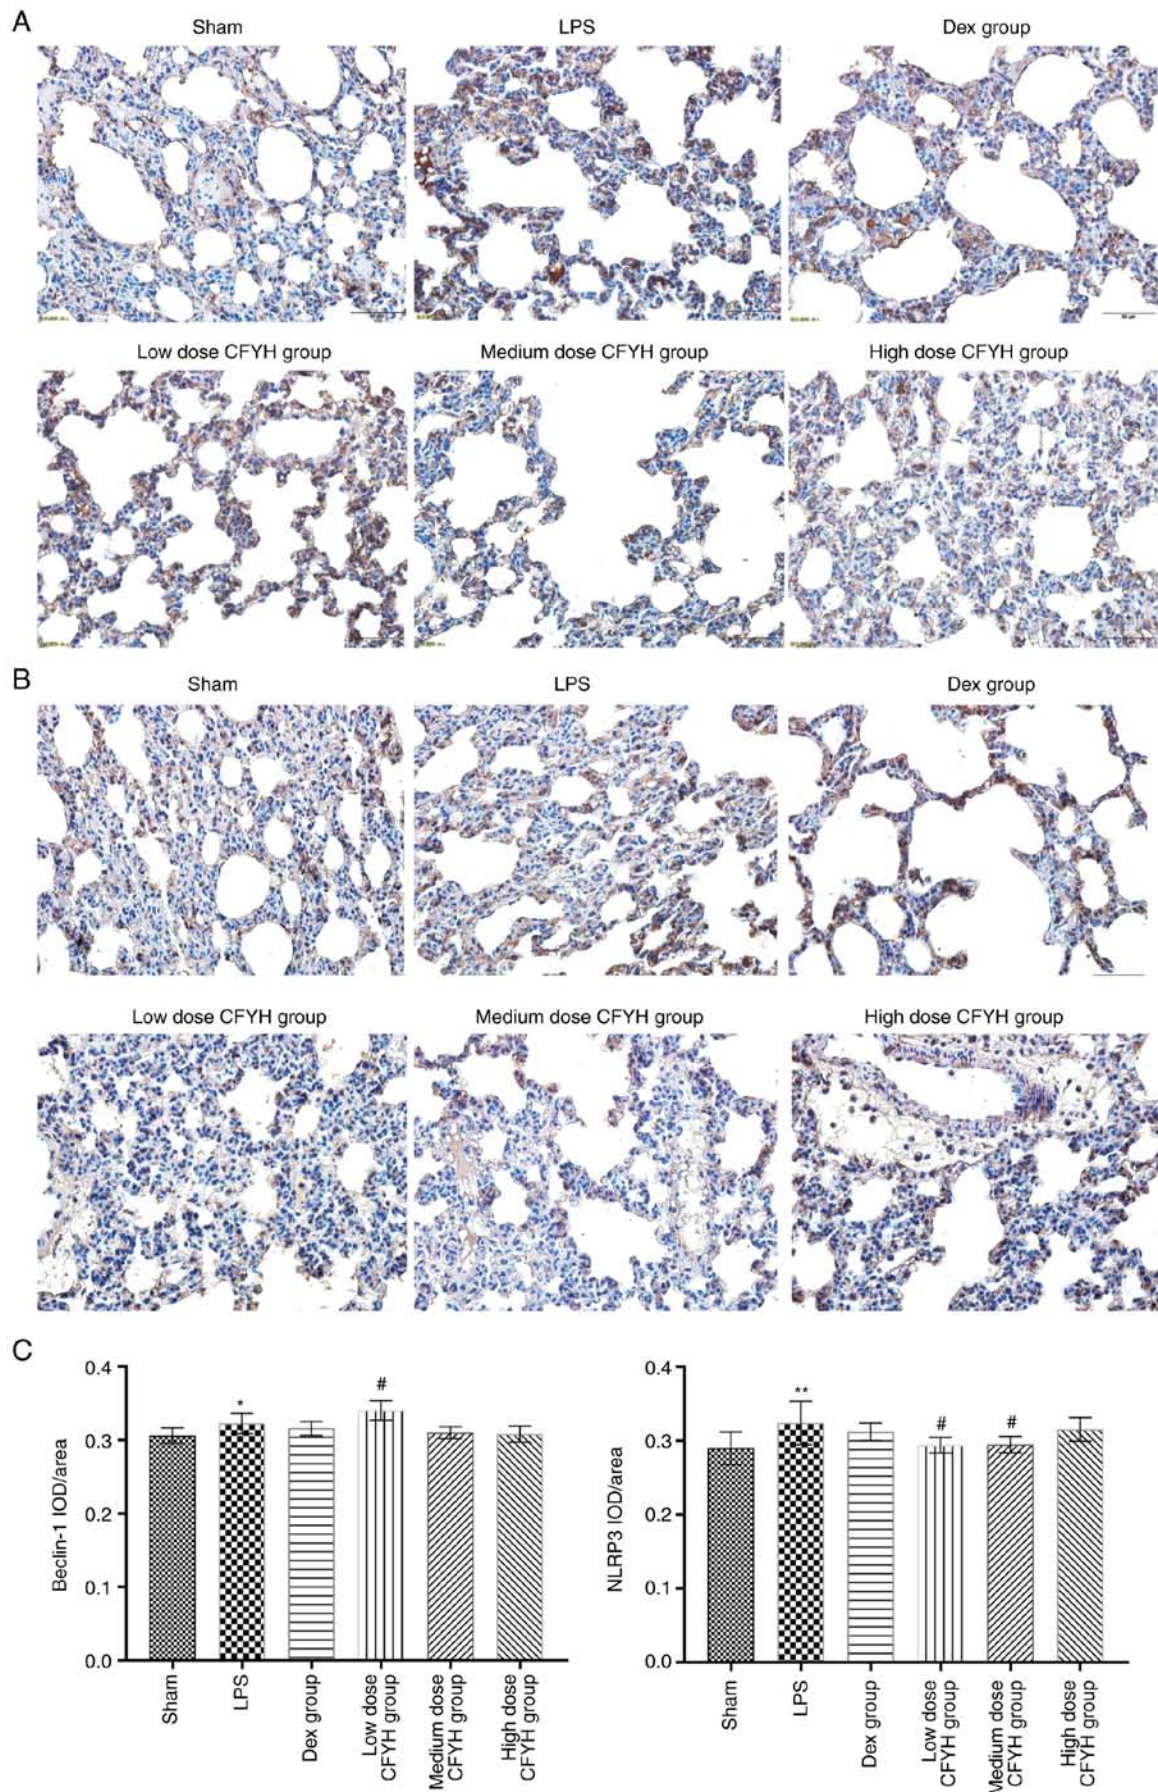 A
Sham LPS Dex group
Low dose CFYH group Medium dose CFYH group High dose CFYH group
B
Sham LPS Dex group
Low dose CFYH group Medium dose CFYH group High dose CFYH group
C
Beclin-1 IOD/area
0.4
0.3
0.2
0.1
0.0
*
#
Sham
LPS
Dex group
Low dose
CFYH group
Medium dose
CFYH group
High dose
CFYH group
NLRP3 IOD/area
0.4
0.3
0.2
0.1
0.0
**
#
#
Sham
LPS
Dex group
Low dose
CFYH group
Medium dose
CFYH group
High dose
CFYH group